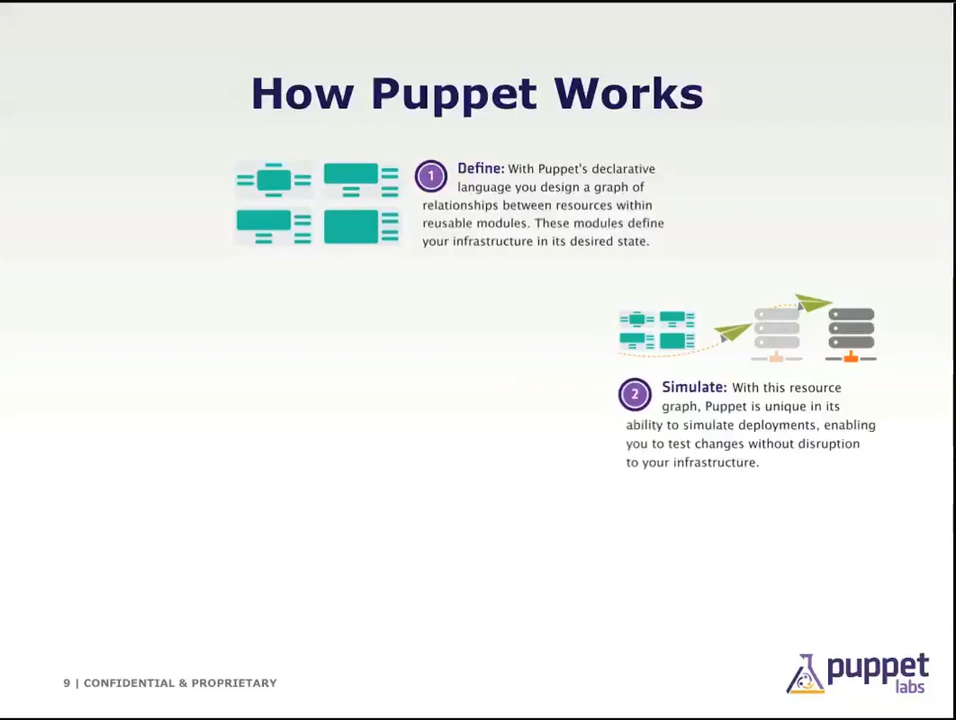 How Puppet Works
1 Define: With Puppet's declarative
language you design a graph of
relationships between resources within
reusable modules. These modules define
your infrastructure in its desired state.
2 Simulate: With this resource
graph, Puppet is unique in its
ability to simulate deployments, enabling
you to test changes without disruption
to your infrastructure.
9 | CONFIDENTIAL & PROPRIETARY
puppet
labs